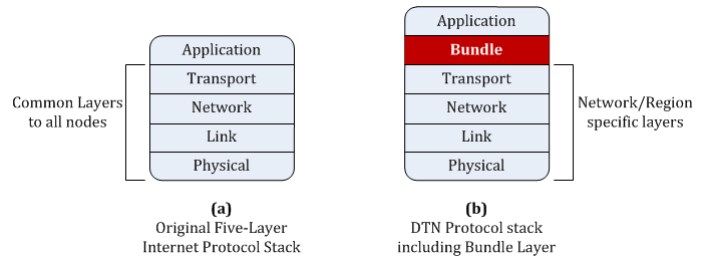 Application
Transport
Network
Link
Physical
Common Layers
to all nodes
(a)
Original Five-Layer
Internet Protocol Stack
Application
Bundle
Transport
Network
Link
Physical
Network/Region
specific layers
(b)
DTN Protocol stack
including Bundle Layer